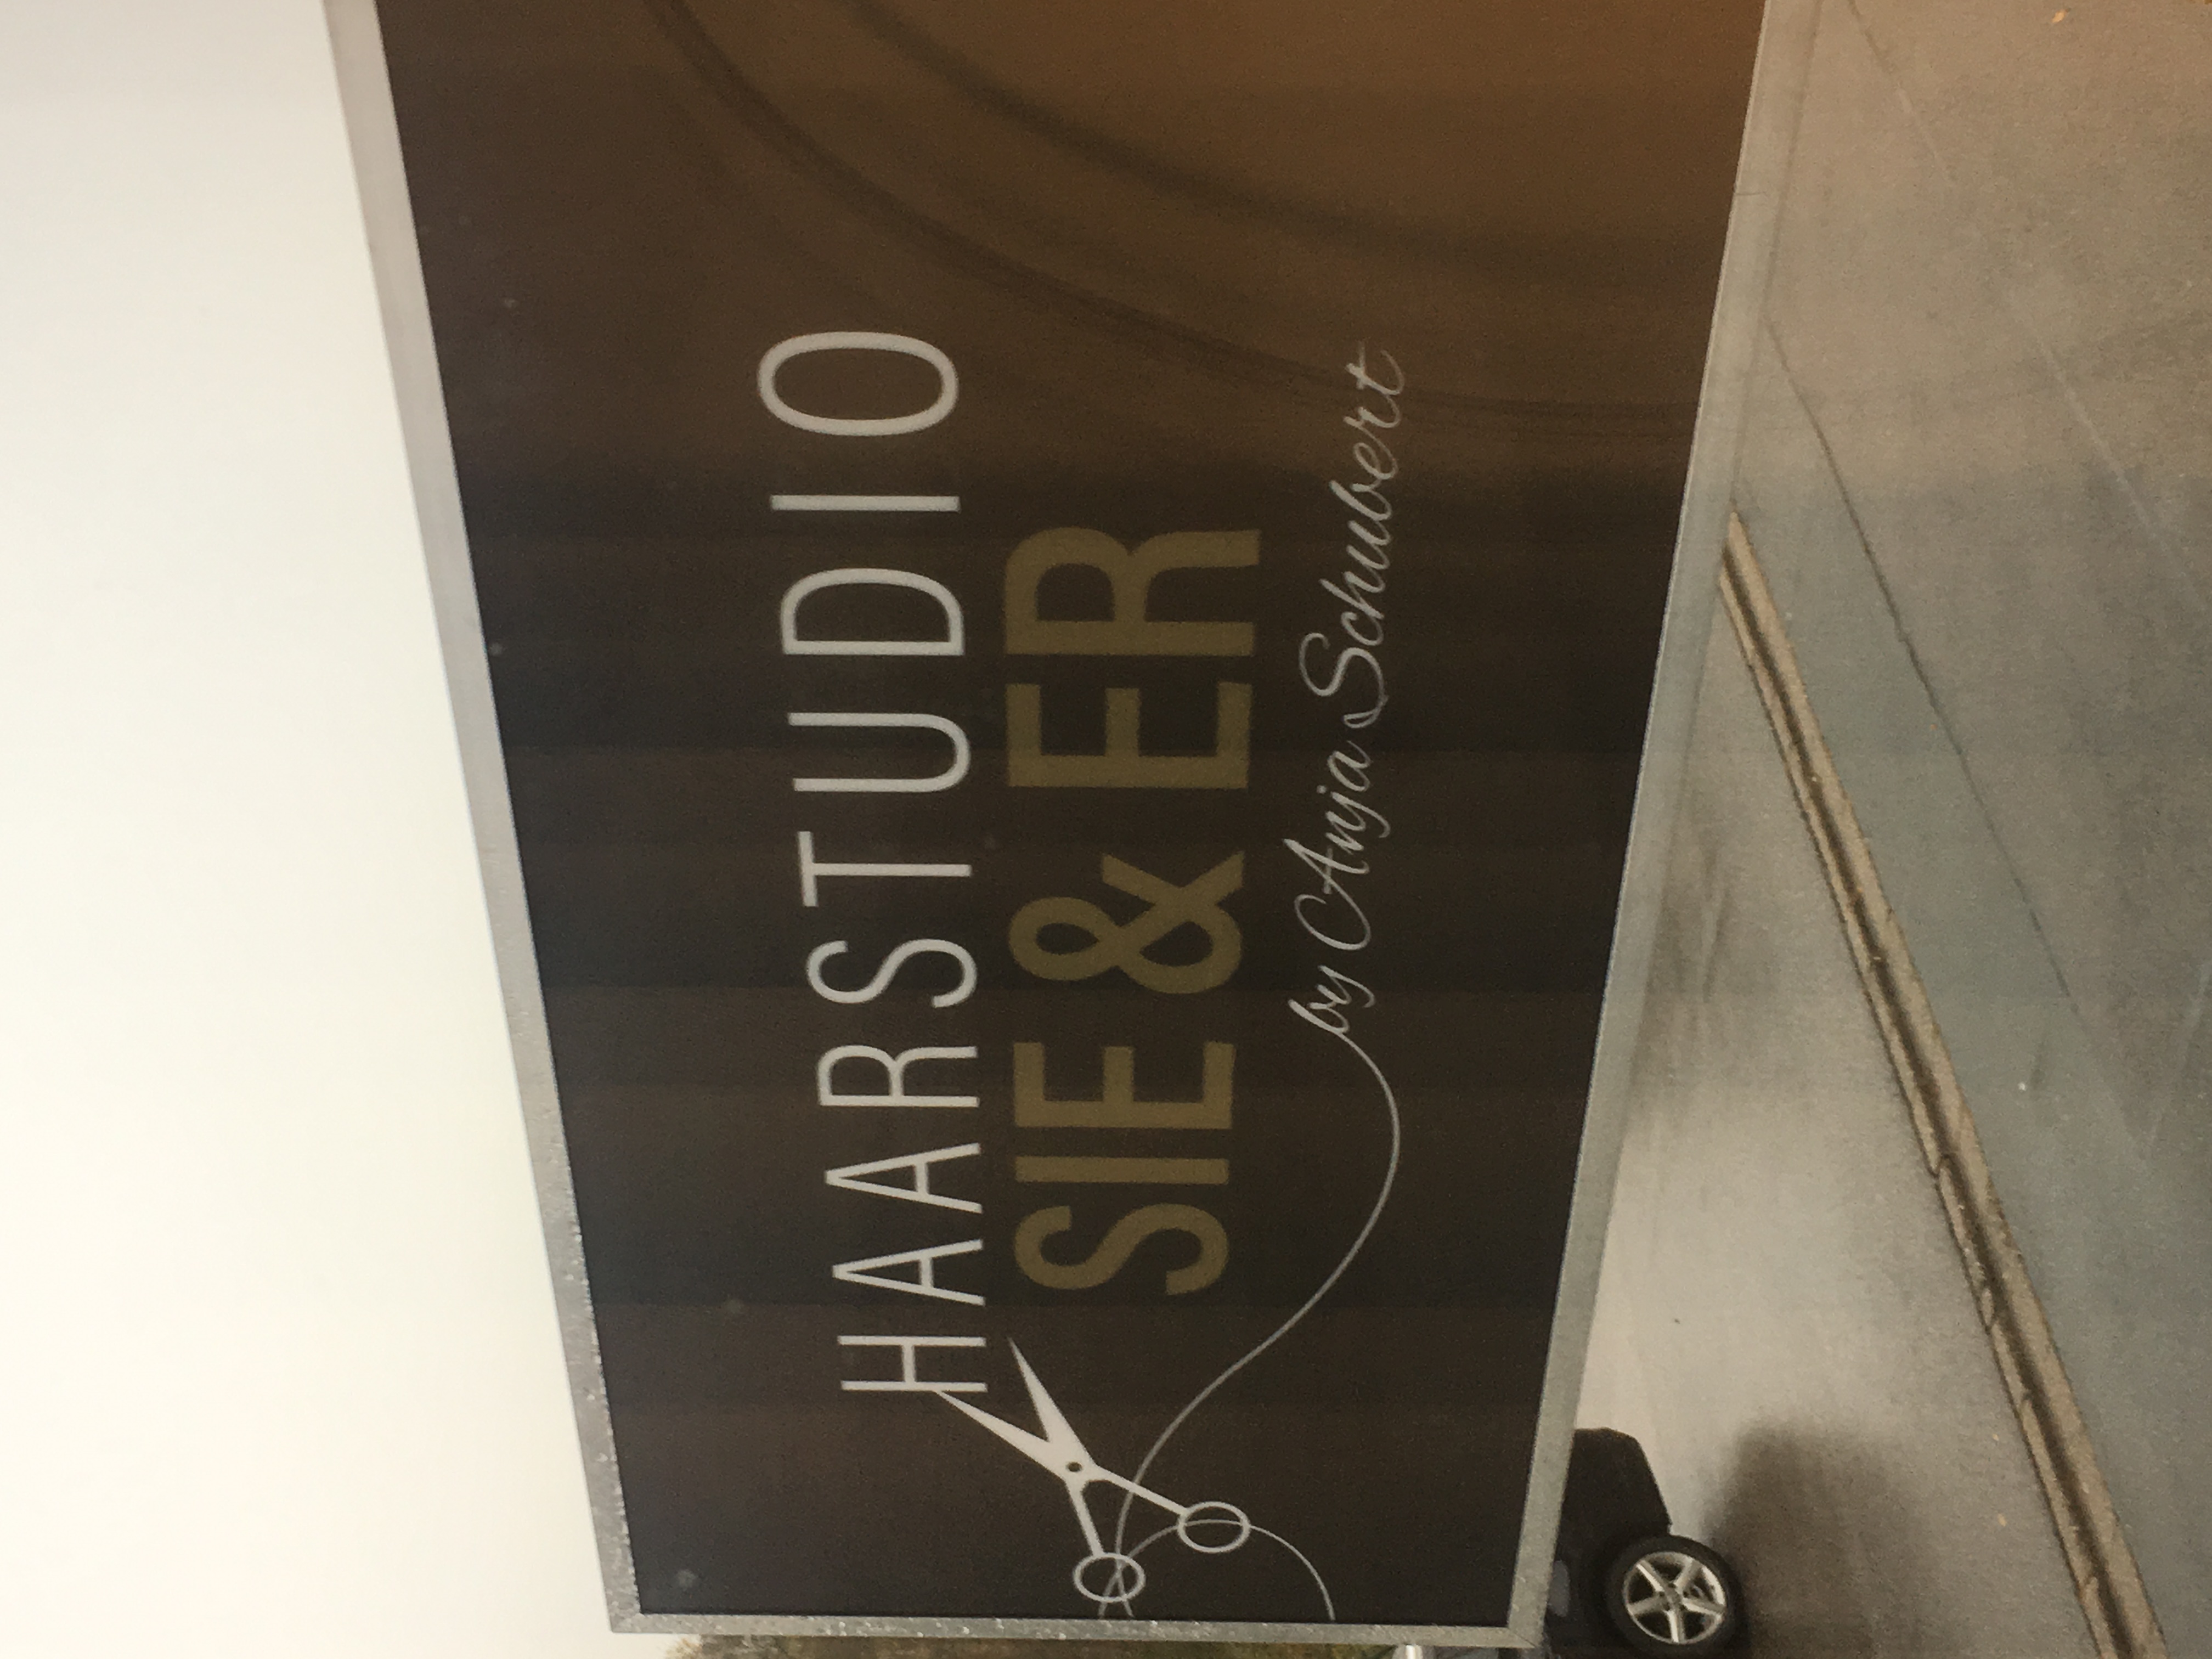 HAARSTUDIO
SIE & ER
by Anja Schubert